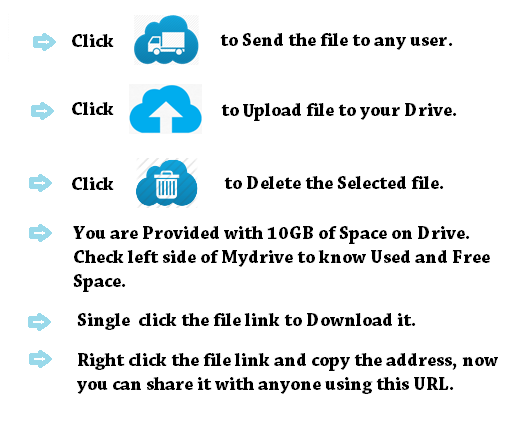 Click to Send the file to any user.
Click to Upload file to your Drive.
Click to Delete the Selected file.
You are Provided with 10GB of Space on Drive.
Check left side of Mydrive to know Used and Free
Space.
Single click the file link to Download it.
Right click the file link and copy the address, now
you can share it with anyone using this URL.